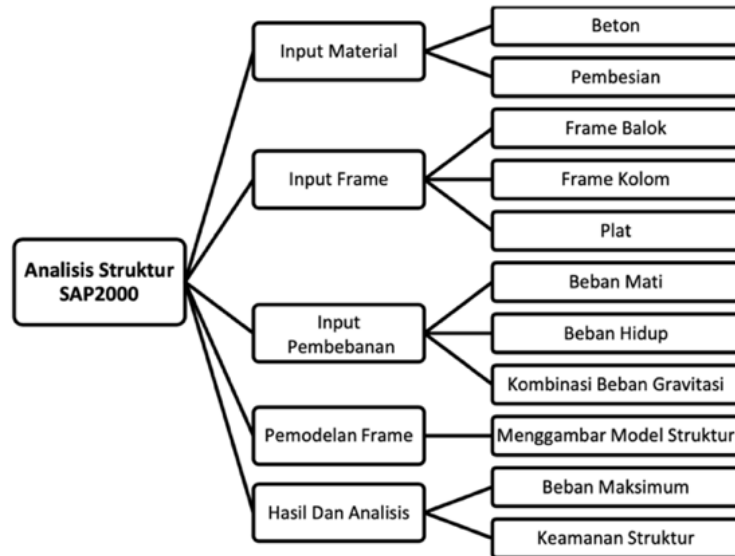 Analisis Struktur
SAP2000
Input Material
Beton
Pembesian
Input Frame
Frame Balok
Frame Kolom
Plat
Input
Pembebanan
Beban Mati
Beban Hidup
Kombinasi Beban Gravitasi
Pemodelan Frame
Menggambar Model Struktur
Hasil Dan Analisis
Beban Maksimum
Keamanan Struktur